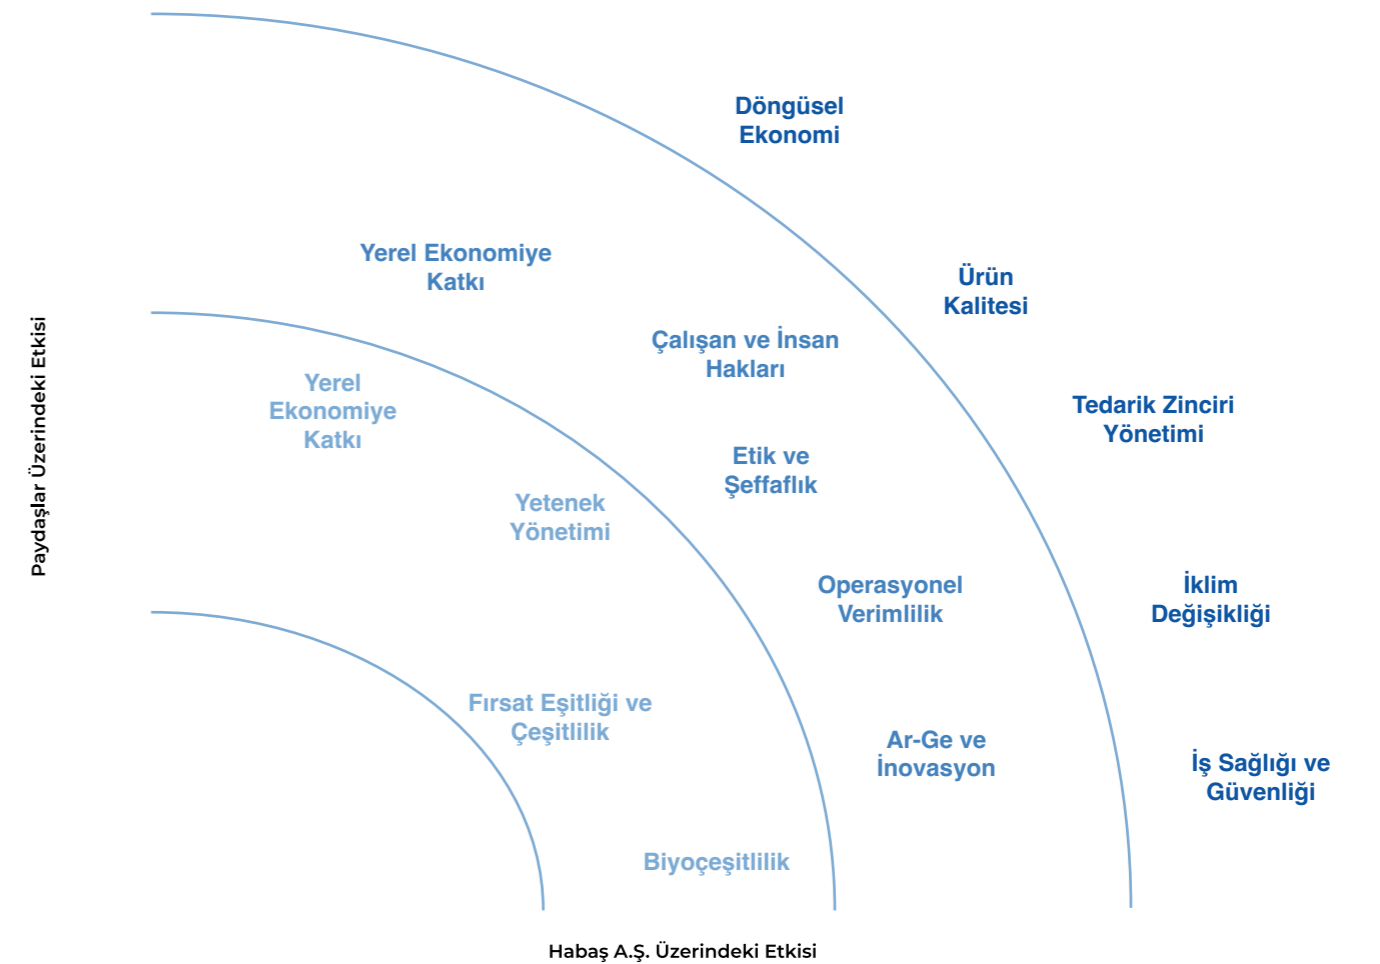 Döngüsel
Ekonomi
Yerel Ekonomiye
Katkı
Ürün
Kalitesi
Çalışan ve İnsan
Hakları
Yerel
Ekonomiye
Katkı
Tedarik Zinciri
Yönetimi
Etik ve
Şeffaflık
Yetenek
Yönetimi
Operasyonel
Verimlilik
İklim
Değişikliği
Fırsat Eşitliği ve
Çeşitlilik
Ar-Ge ve
İnovasyon
İş Sağlığı ve
Güvenliği
Biyoçeşitlilik
Paydaşlar Üzerindeki Etkisi
Habaş A.Ş. Üzerindeki Etkisi